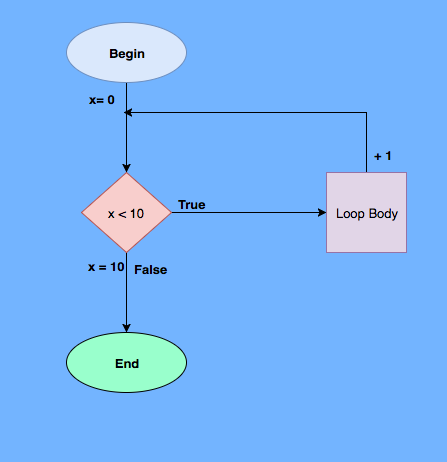 Begin
x= 0
+ 1
True
x < 10
Loop Body
x = 10
False
End